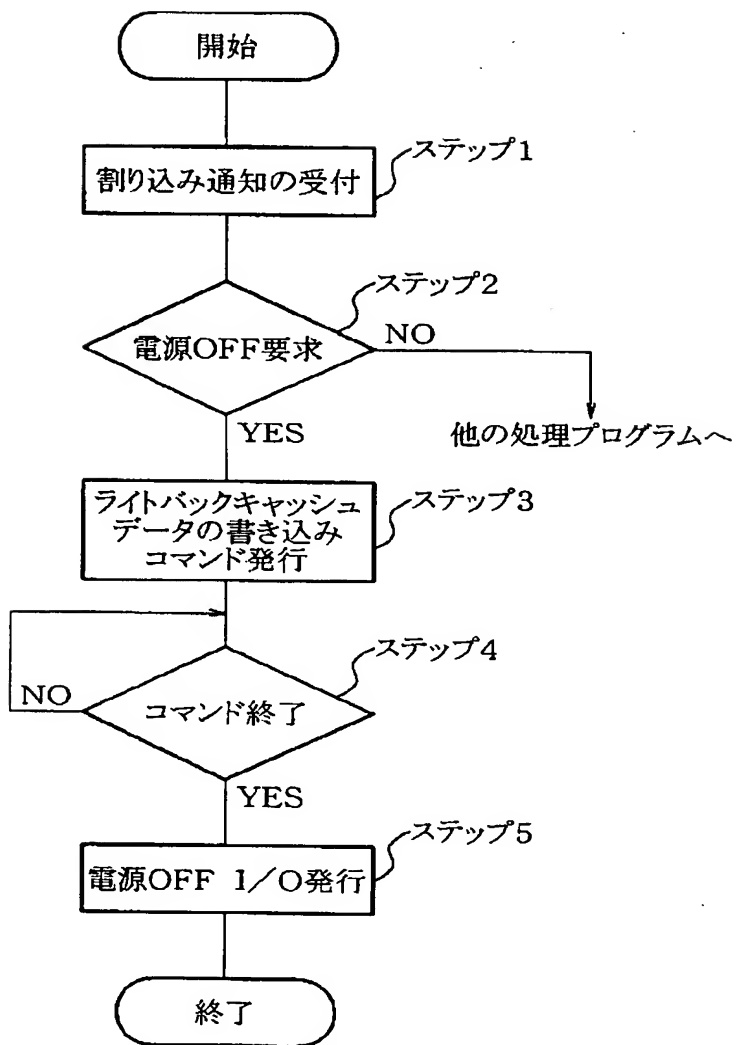 開始
ステップ1
割り込み通知の受付
ステップ2
電源OFF要求
NO
YES
他の処理プログラムへ
ステップ3
ライトバックキャッシュ
データの書き込み
コマンド発行
ステップ4
NO
コマンド終了
YES
ステップ5
電源OFF I/O発行
終了